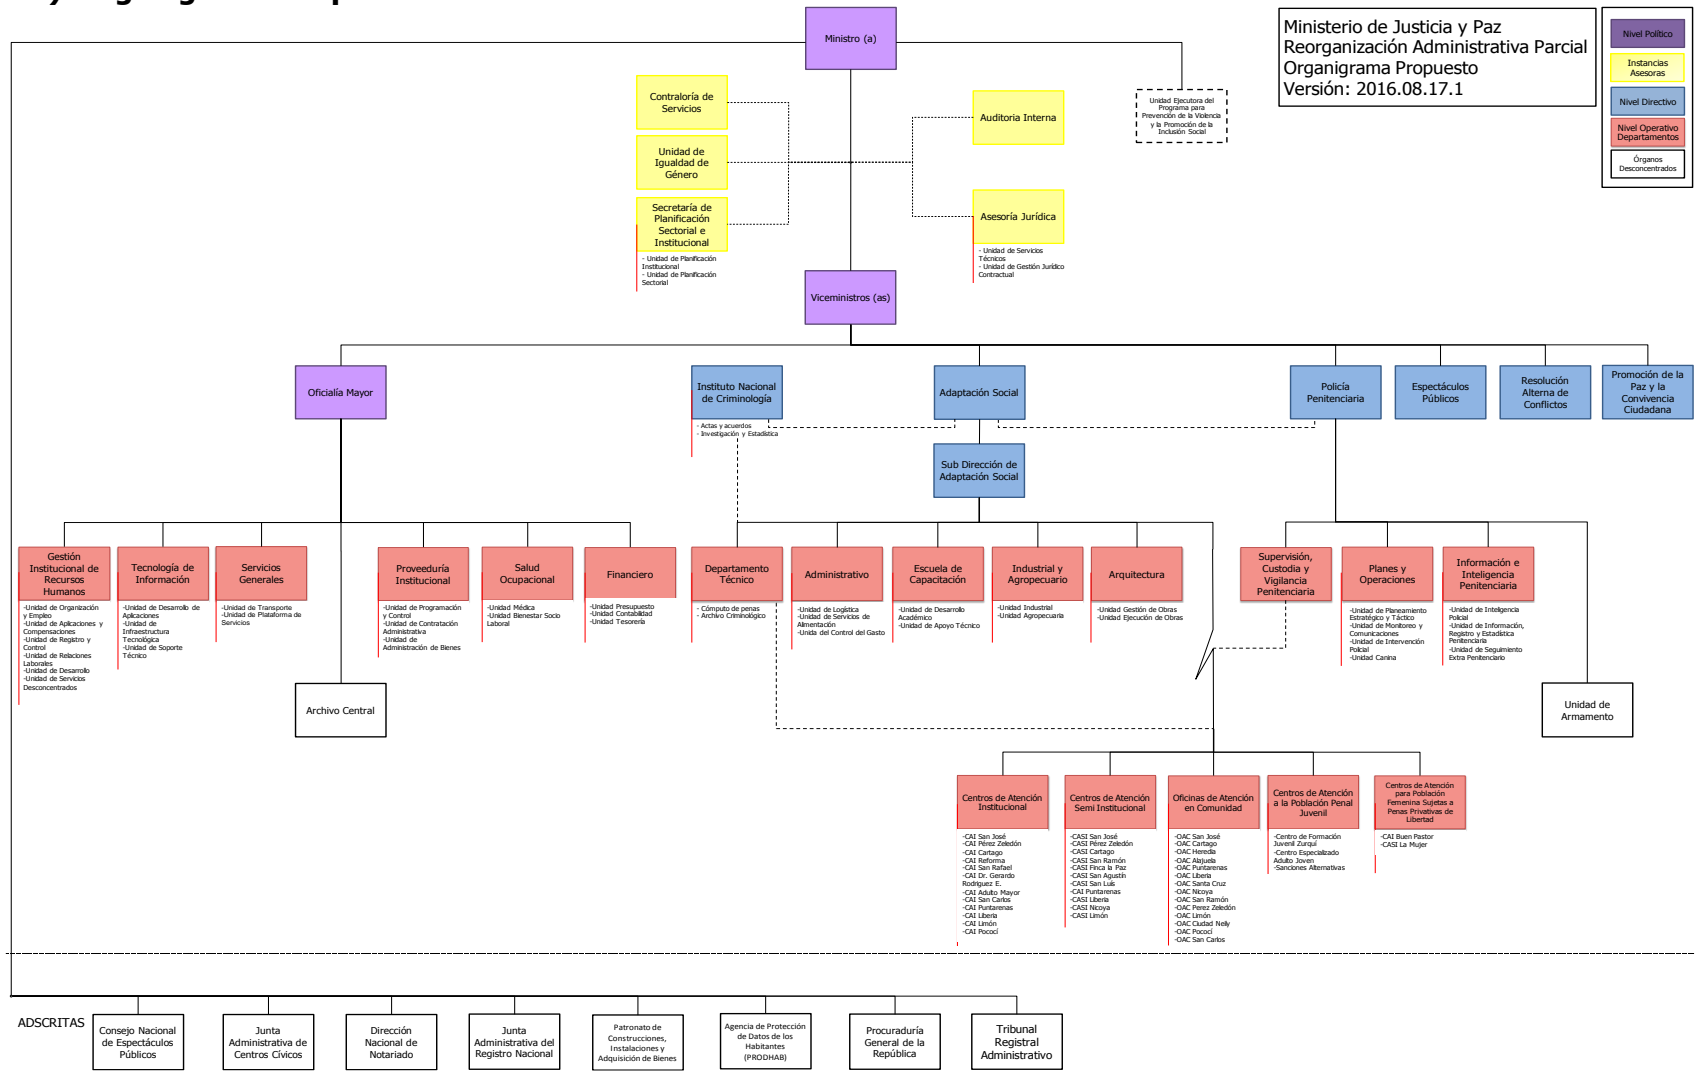 Ministro (a)
Ministerio de Justicia y Paz
Reorganización Administrativa Parcial
Organigrama Propuesto
Versión: 2016.08.17.1
Nivel Político
Instancias
Asesoras
Nivel Directivo
Nivel Operativo
Departamentos
Órganos
Desconcentrados
Contraloría de
Servicios
Unidad de
Igualdad de
Género
Secretaría de
Planificación
Sectorial e
Institucional
- Unidad de Planificación
Institucional
- Unidad de Planificación
Sectorial
Auditoria Interna
Asesoría Jurídica
- Unidad de Servicios
Técnicos
- Unidad de Gestión Jurídico
Contractual
Unidad Ejecutora del
Programa para
Prevención de la Violencia
y la Promoción de la
Inclusión Social
Viceministros (as)
Oficialía Mayor
Instituto Nacional
de Criminología
- Actas y acuerdos
- Investigación y Estadística
Adaptación Social
Policía
Penitenciaria
Espectáculos
Públicos
Resolución
Alterna de
Conflictos
Promoción de la
Paz y la
Convivencia
Ciudadana
Sub Dirección de
Adaptación Social
Gestión
Institucional de
Recursos
Humanos
-Unidad de Organización
y Empleo
-Unidad de Aplicaciones y
Compensaciones
-Unidad de Registro y
Control
-Unidad de Relaciones
Laborales
-Unidad de Desarrollo
-Unidad de Servicios
Desconcentrados
Tecnología de
Información
-Unidad de Desarrollo de
Aplicaciones
-Unidad de
Infraestructura
Tecnológica
-Unidad de Soporte
Técnico
Servicios
Generales
-Unidad de Transporte
-Unidad de Plataforma de
Servicios
Proveeduría
Institucional
-Unidad de Programación
y Control
-Unidad de Contratación
Administrativa
-Unidad de
Administración de Bienes
Salud
Ocupacional
-Unidad Médica
-Unidad Bienestar Socio
Laboral
Financiero
-Unidad Presupuesto
-Unidad Contabilidad
-Unidad Tesorería
Departamento
Técnico
- Cómputo de penas
- Archivo Criminológico
Administrativo
-Unidad de Logística
-Unidad de Servicios de
Alimentación
-Unida del Control del Gasto
Escuela de
Capacitación
-Unidad de Desarrollo
Académico
-Unidad de Apoyo Técnico
Industrial y
Agropecuario
-Unidad Industrial
-Unidad Agropecuaria
Arquitectura
-Unidad Gestión de Obras
-Unidad Ejecución de Obras
Supervisión,
Custodia y
Vigilancia
Penitenciaria
Planes y
Operaciones
-Unidad de Planeamiento
Estratégico y Táctico
-Unidad de Monitoreo y
Comunicaciones
-Unidad de Intervención
Policial
-Unidad Canina
Información e
Inteligencia
Penitenciaria
-Unidad de Inteligencia
Policial
-Unidad de Información,
Registro y Estadística
Penitenciaria
-Unidad de Seguimiento
Extra Penitenciario
Archivo Central
Unidad de
Armamento
Centros de Atención
Institucional
-CAI San José
-CAI Pérez Zeledón
-CAI Cartago
-CAI Reforma
-CAI San Rafael
-CAI Dr. Gerardo
Rodriguez E.
-CAI Adulto Mayor
-CAI San Carlos
-CAI Puntarenas
-CAI Liberia
-CAI Limón
-CAI Pococí
Centros de Atención
Semi Institucional
-CASI San José
-CASI Pérez Zeledón
-CASI Cartago
-CASI San Ramón
-CASI Finca la Paz
-CASI San Agustín
-CASI San Luis
-CAI Puntarenas
-CASI Liberia
-CASI Nicoya
-CASI Limón
Oficinas de Atención
en Comunidad
-OAC San José
-OAC Cartago
-OAC Heredia
-OAC Alajuela
-OAC Puntarenas
-OAC Liberia
-OAC Santa Cruz
-OAC Nicoya
-OAC San Ramón
-OAC Perez Zeledón
-OAC Limón
-OAC Ciudad Neily
-OAC Pococí
-OAC San Carlos
Centros de Atención
a la Población Penal
Juvenil
-Centro de Formación
Juvenil Zurquí
-Centro Especializado
Adulto Joven
-Sanciones Alternativas
Centros de Atención
para Población
Femenina Sujetas a
Penas Privativas de
Libertad
-CAI Buen Pastor
-CASI La Mujer
ADSCRITAS
Consejo Nacional
de Espectáculos
Públicos
Junta
Administrativa de
Centros Cívicos
Dirección
Nacional de
Notariado
Junta
Administrativa del
Registro Nacional
Patronato de
Construcciones,
Instalaciones y
Adquisición de Bienes
Agencia de Protección
de Datos de los
Habitantes
(PRODHAB)
Procuraduría
General de la
República
Tribunal
Registral
Administrativo